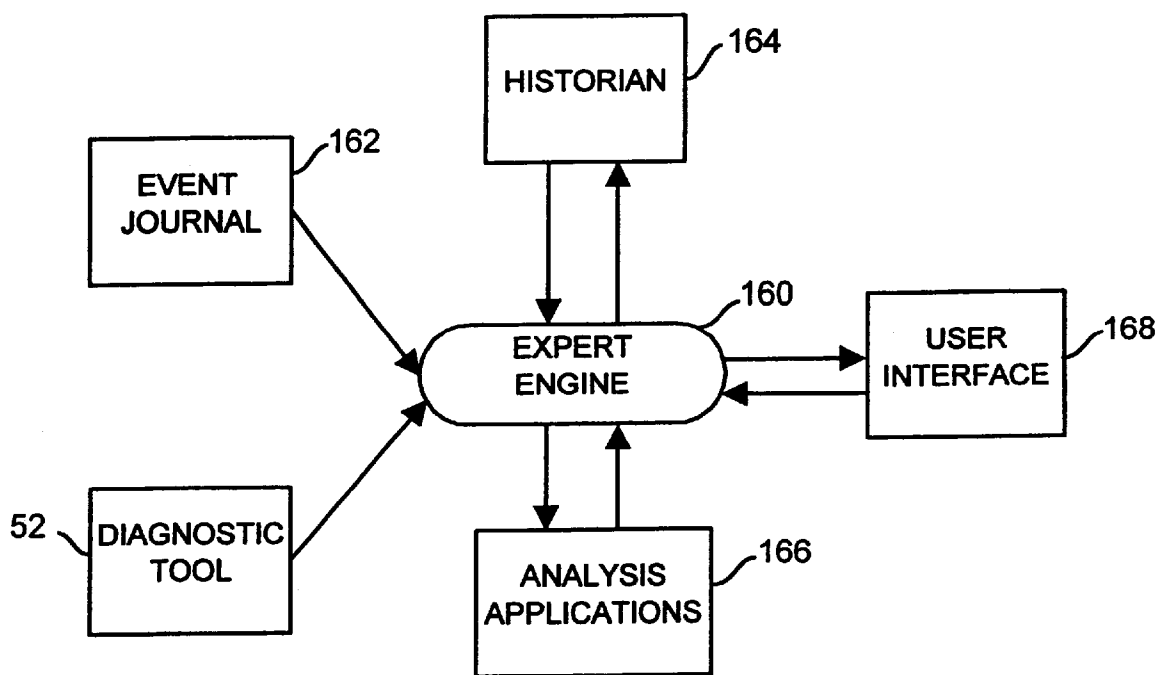 164
HISTORIAN
162
EVENT
JOURNAL
160
EXPERT
ENGINE
168
USER
INTERFACE
52
DIAGNOSTIC
TOOL
166
ANALYSIS
APPLICATIONS